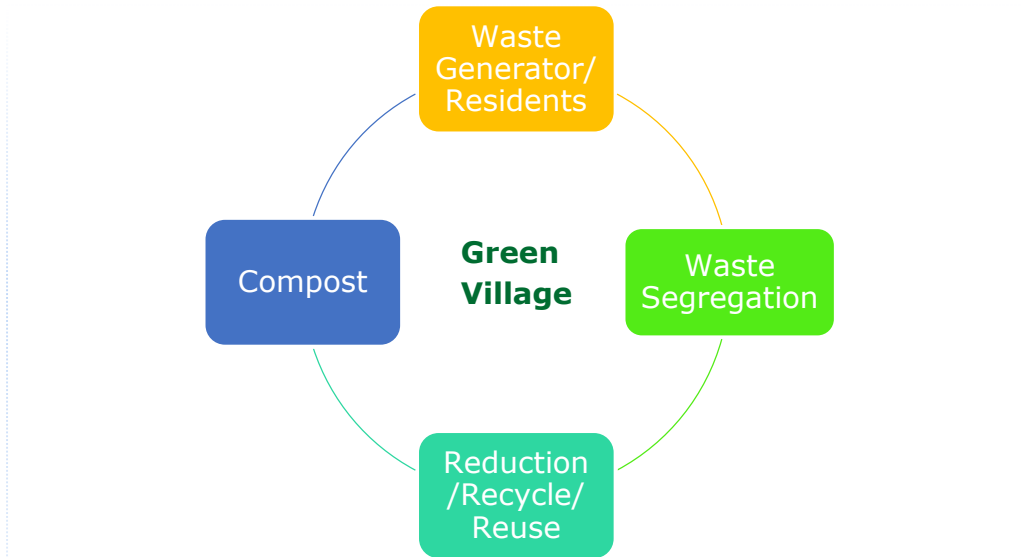 Waste
Generator/
Residents
Green
Village
Compost
Waste
Segregation
Reduction
/Recycle/
Reuse